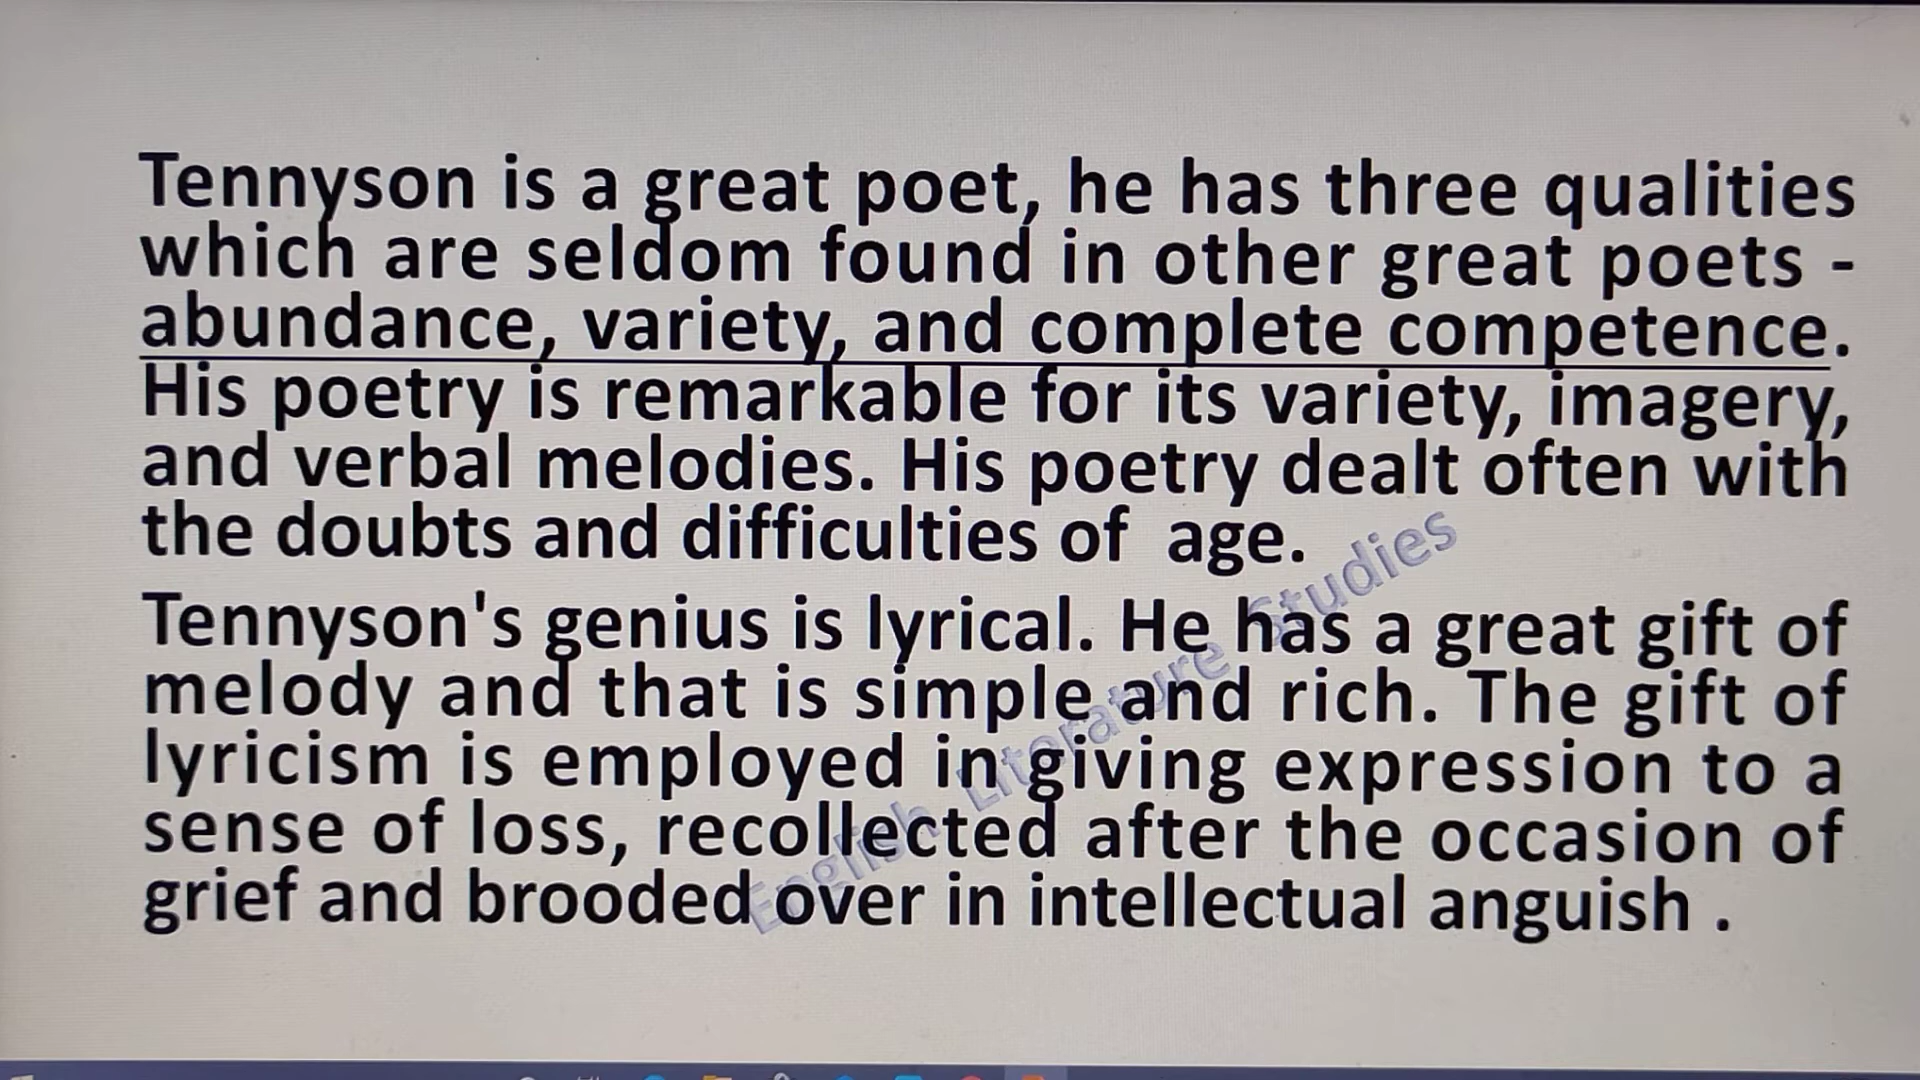 Tennyson is a great poet, he has three qualities
which are seldom found in other great poets -
abundance, variety, and complete competence.
His poetry is remarkable for its variety, imagery,
and verbal melodies. His poetry dealt often with
the doubts and difficulties of age.
Tennyson's genius is lyrical. He has a great gift of
melody and that is simple and rich. The gift of
lyricism is employed in giving expression to a
sense of loss, recollected after the occasion of
grief and brooded over in intellectual anguish .
English Literature Studies